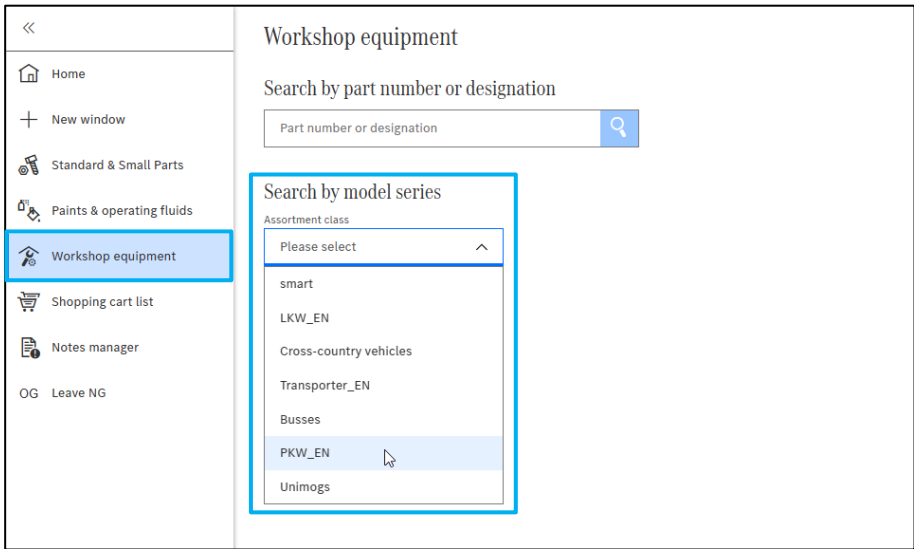 Home
New window
Standard & Small Parts
Paints & operating fluids
Workshop equipment
Shopping cart list
Notes manager
OG Leave NG
Workshop equipment
Search by part number or designation
Part number or designation
Search by model series
Assortment class
Please select
smart
LKW_EN
Cross-country vehicles
Transporter_EN
Busses
PKW_EN
Unimogs